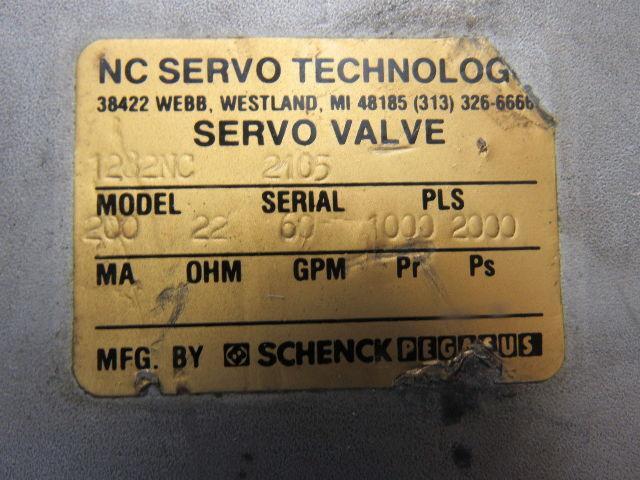 NC SERVO TECHNOLOG
38422 WEBB, WESTLAND, MI 48185 (313) 326-6666
SERVO VALVE
1282NC 2105
MODEL SERIAL PLS
200 22 60 1000 2000
MA OHM GPM Pr Ps
MFG. BY SCHENCK PEGASUS